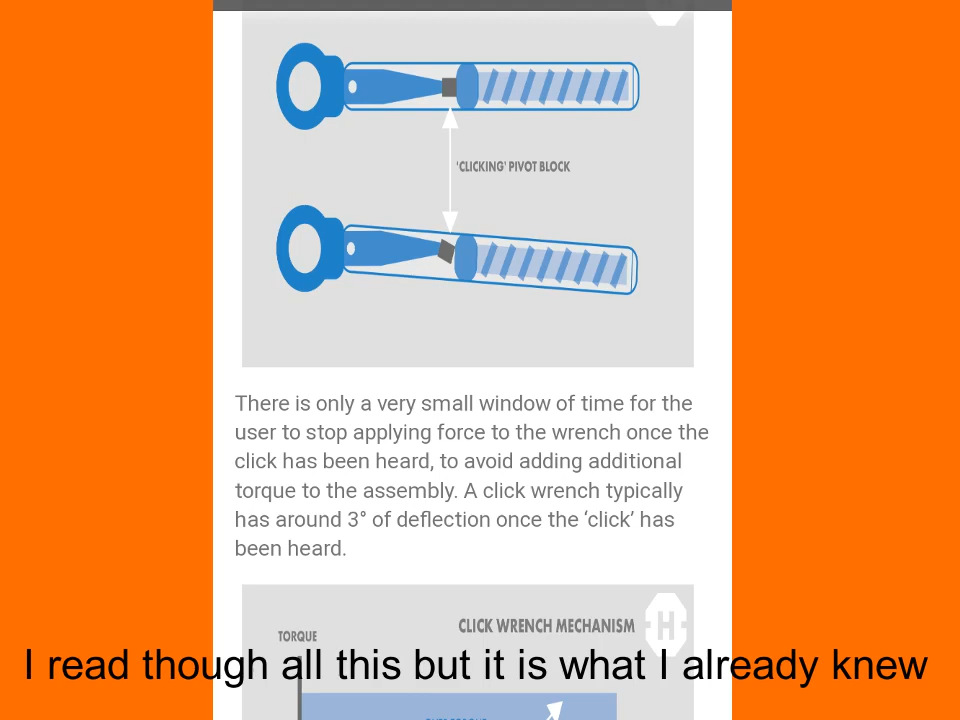 'CLICKING' PIVOT BLOCK
There is only a very small window of time for the
user to stop applying force to the wrench once the
click has been heard, to avoid adding additional
torque to the assembly. A click wrench typically
has around 3° of deflection once the ‘click’ has
been heard.
CLICK WRENCH MECHANISM
H
TORQUE
I read though all this but it is what I already knew